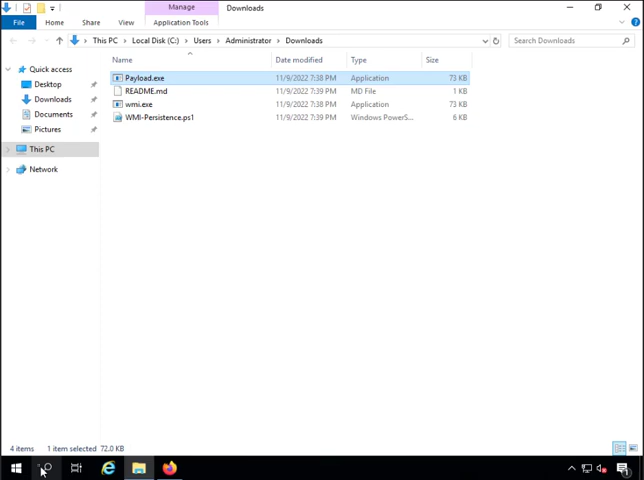 Manage
Downloads
File
Home
Share
View
Application Tools
This PC
Local Disk (C:)
Users
Administrator
Downloads
Search Downloads
Name
Date modified
Type
Size
Quick access
Desktop
Downloads
Documents
Pictures
This PC
Network
Payload.exe 11/9/2022 7:38 PM Application 73 KB
README.md 11/9/2022 7:39 PM MD File 1 KB
wmi.exe 11/9/2022 7:38 PM Application 73 KB
WMI-Persistence.ps1 11/9/2022 7:39 PM Windows PowerS... 6 KB
4 items 1 item selected 72.0 KB
1